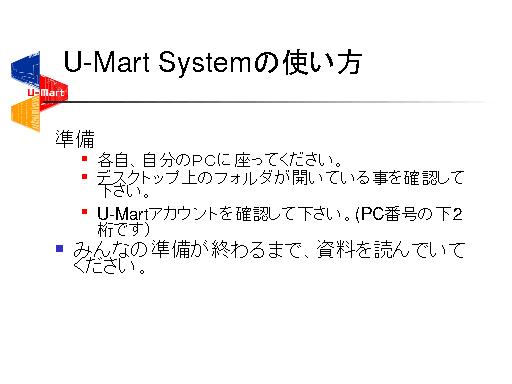 U-Mart Systemの使い方
U-Mart
準備
各自、自分のPCに座ってください。
デスクトップ上のフォルダが開いている事を確認して
下さい。
U-Martアカウントを確認して下さい。(PC番号の下2
桁です)
みんなの準備が終わるまで、資料を読んでいて
ください。